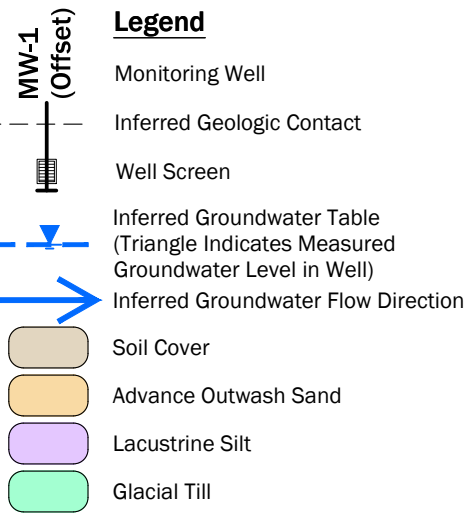 MW-1
(Offset)
Legend
Monitoring Well
Inferred Geologic Contact
Well Screen
Inferred Groundwater Table
(Triangle Indicates Measured
Groundwater Level in Well)
Inferred Groundwater Flow Direction
Soil Cover
Advance Outwash Sand
Lacustrine Silt
Glacial Till